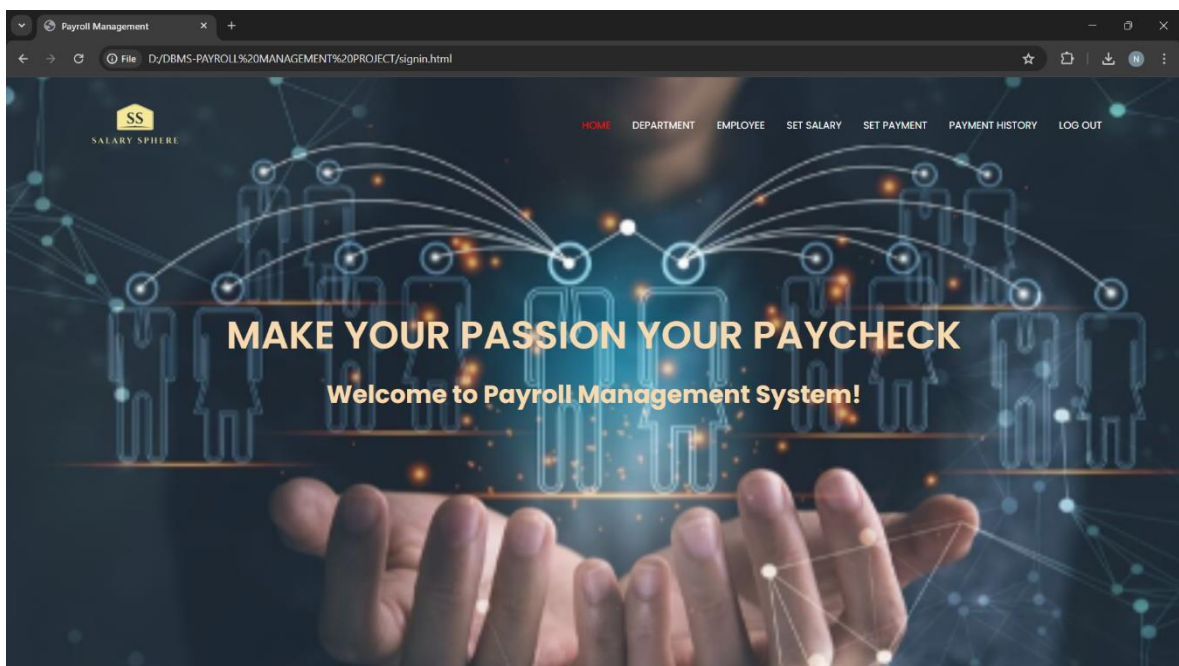 Payroll Management
File D:/DBMS-PAYROLL%20MANAGEMENT%20PROJECT/signin.html
N
SS
SALARY SPHERE
HOME DEPARTMENT EMPLOYEE SET SALARY SET PAYMENT PAYMENT HISTORY LOG OUT
MAKE YOUR PASSION YOUR PAYCHECK
Welcome to Payroll Management System!